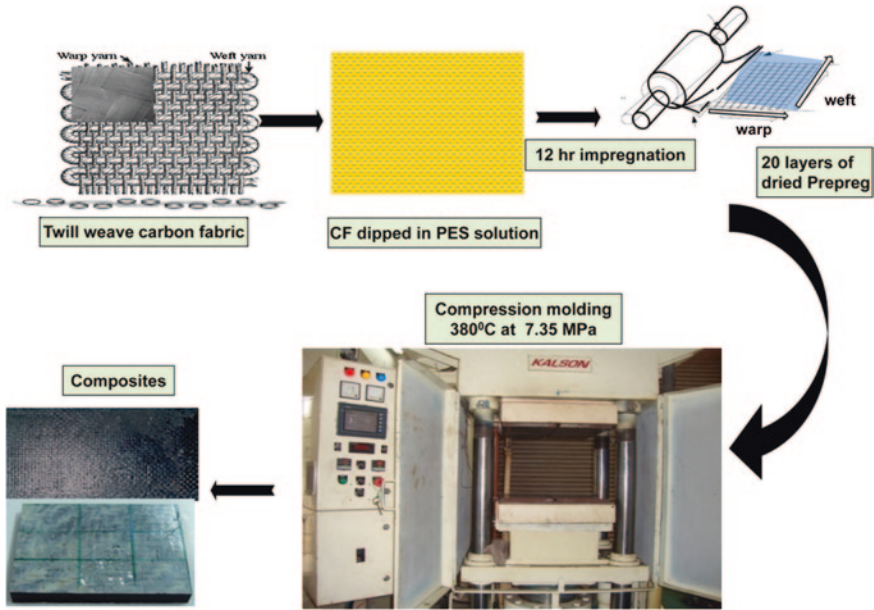 Warp yarn
Weft yarn
Twill weave carbon fabric
CF dipped in PES solution
12 hr impregnation
warp
weft
20 layers of
dried Prepreg
Compression molding
380⁰C at 7.35 MPa
KALSON
Composites